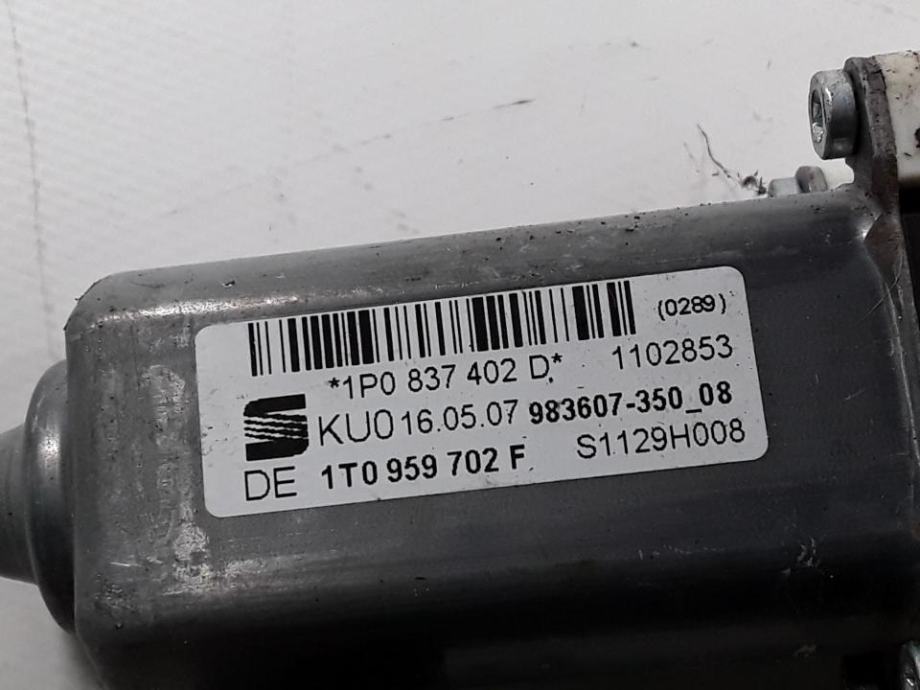 (0289)
*1P0 837 402 D* 1102853
KU0 16.05.07 983607-350_08
DE 1T0 959 702 F S1129H008